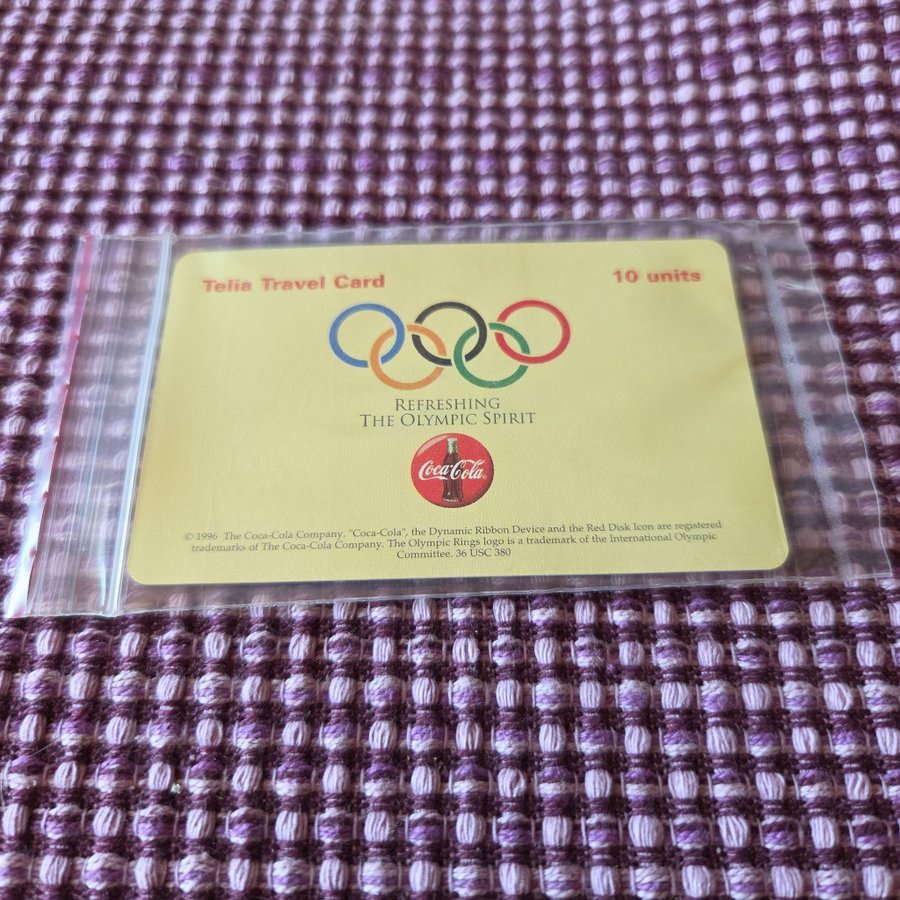 Telia Travel Card
10 units
REFRESHING
THE OLYMPIC SPIRIT
Coca-Cola
© 1996 The Coca-Cola Company. "Coca-Cola", the Dynamic Ribbon Device and the Red Disk Icon are registered
trademarks of The Coca-Cola Company. The Olympic Rings logo is a trademark of the International Olympic
Committee. 36 USC 380